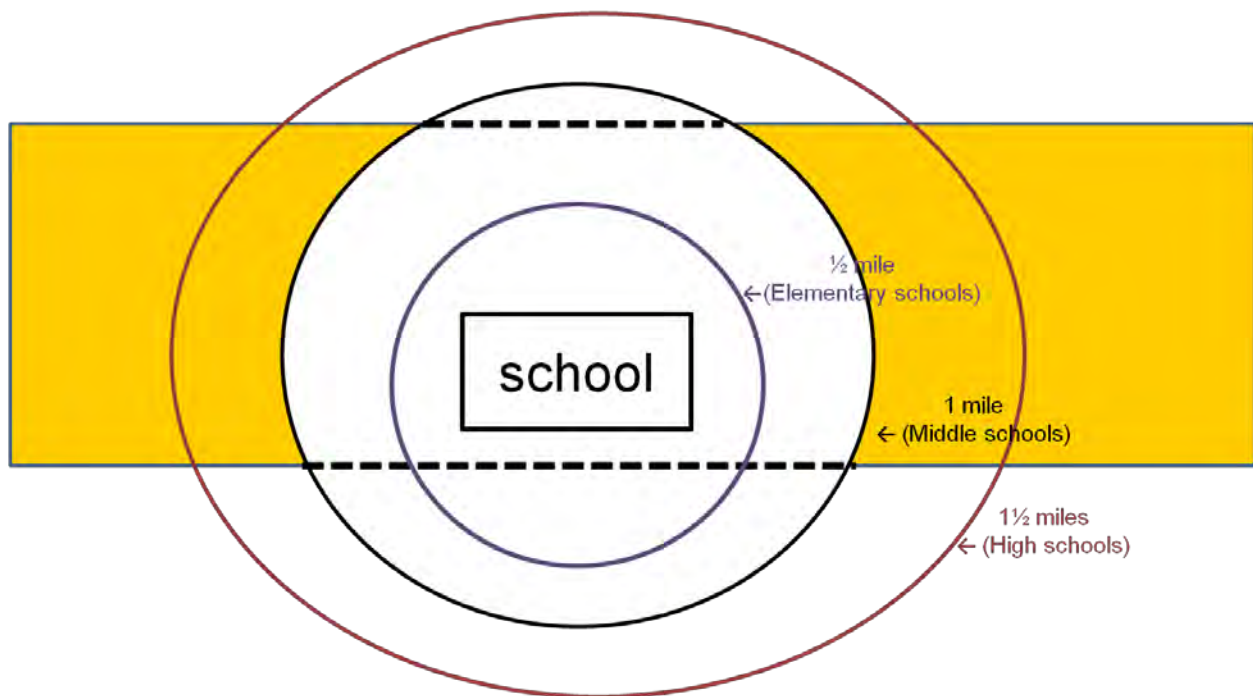 ½ mile
←(Elementary schools)
school
1 mile
← (Middle schools)
1½ miles
← (High schools)